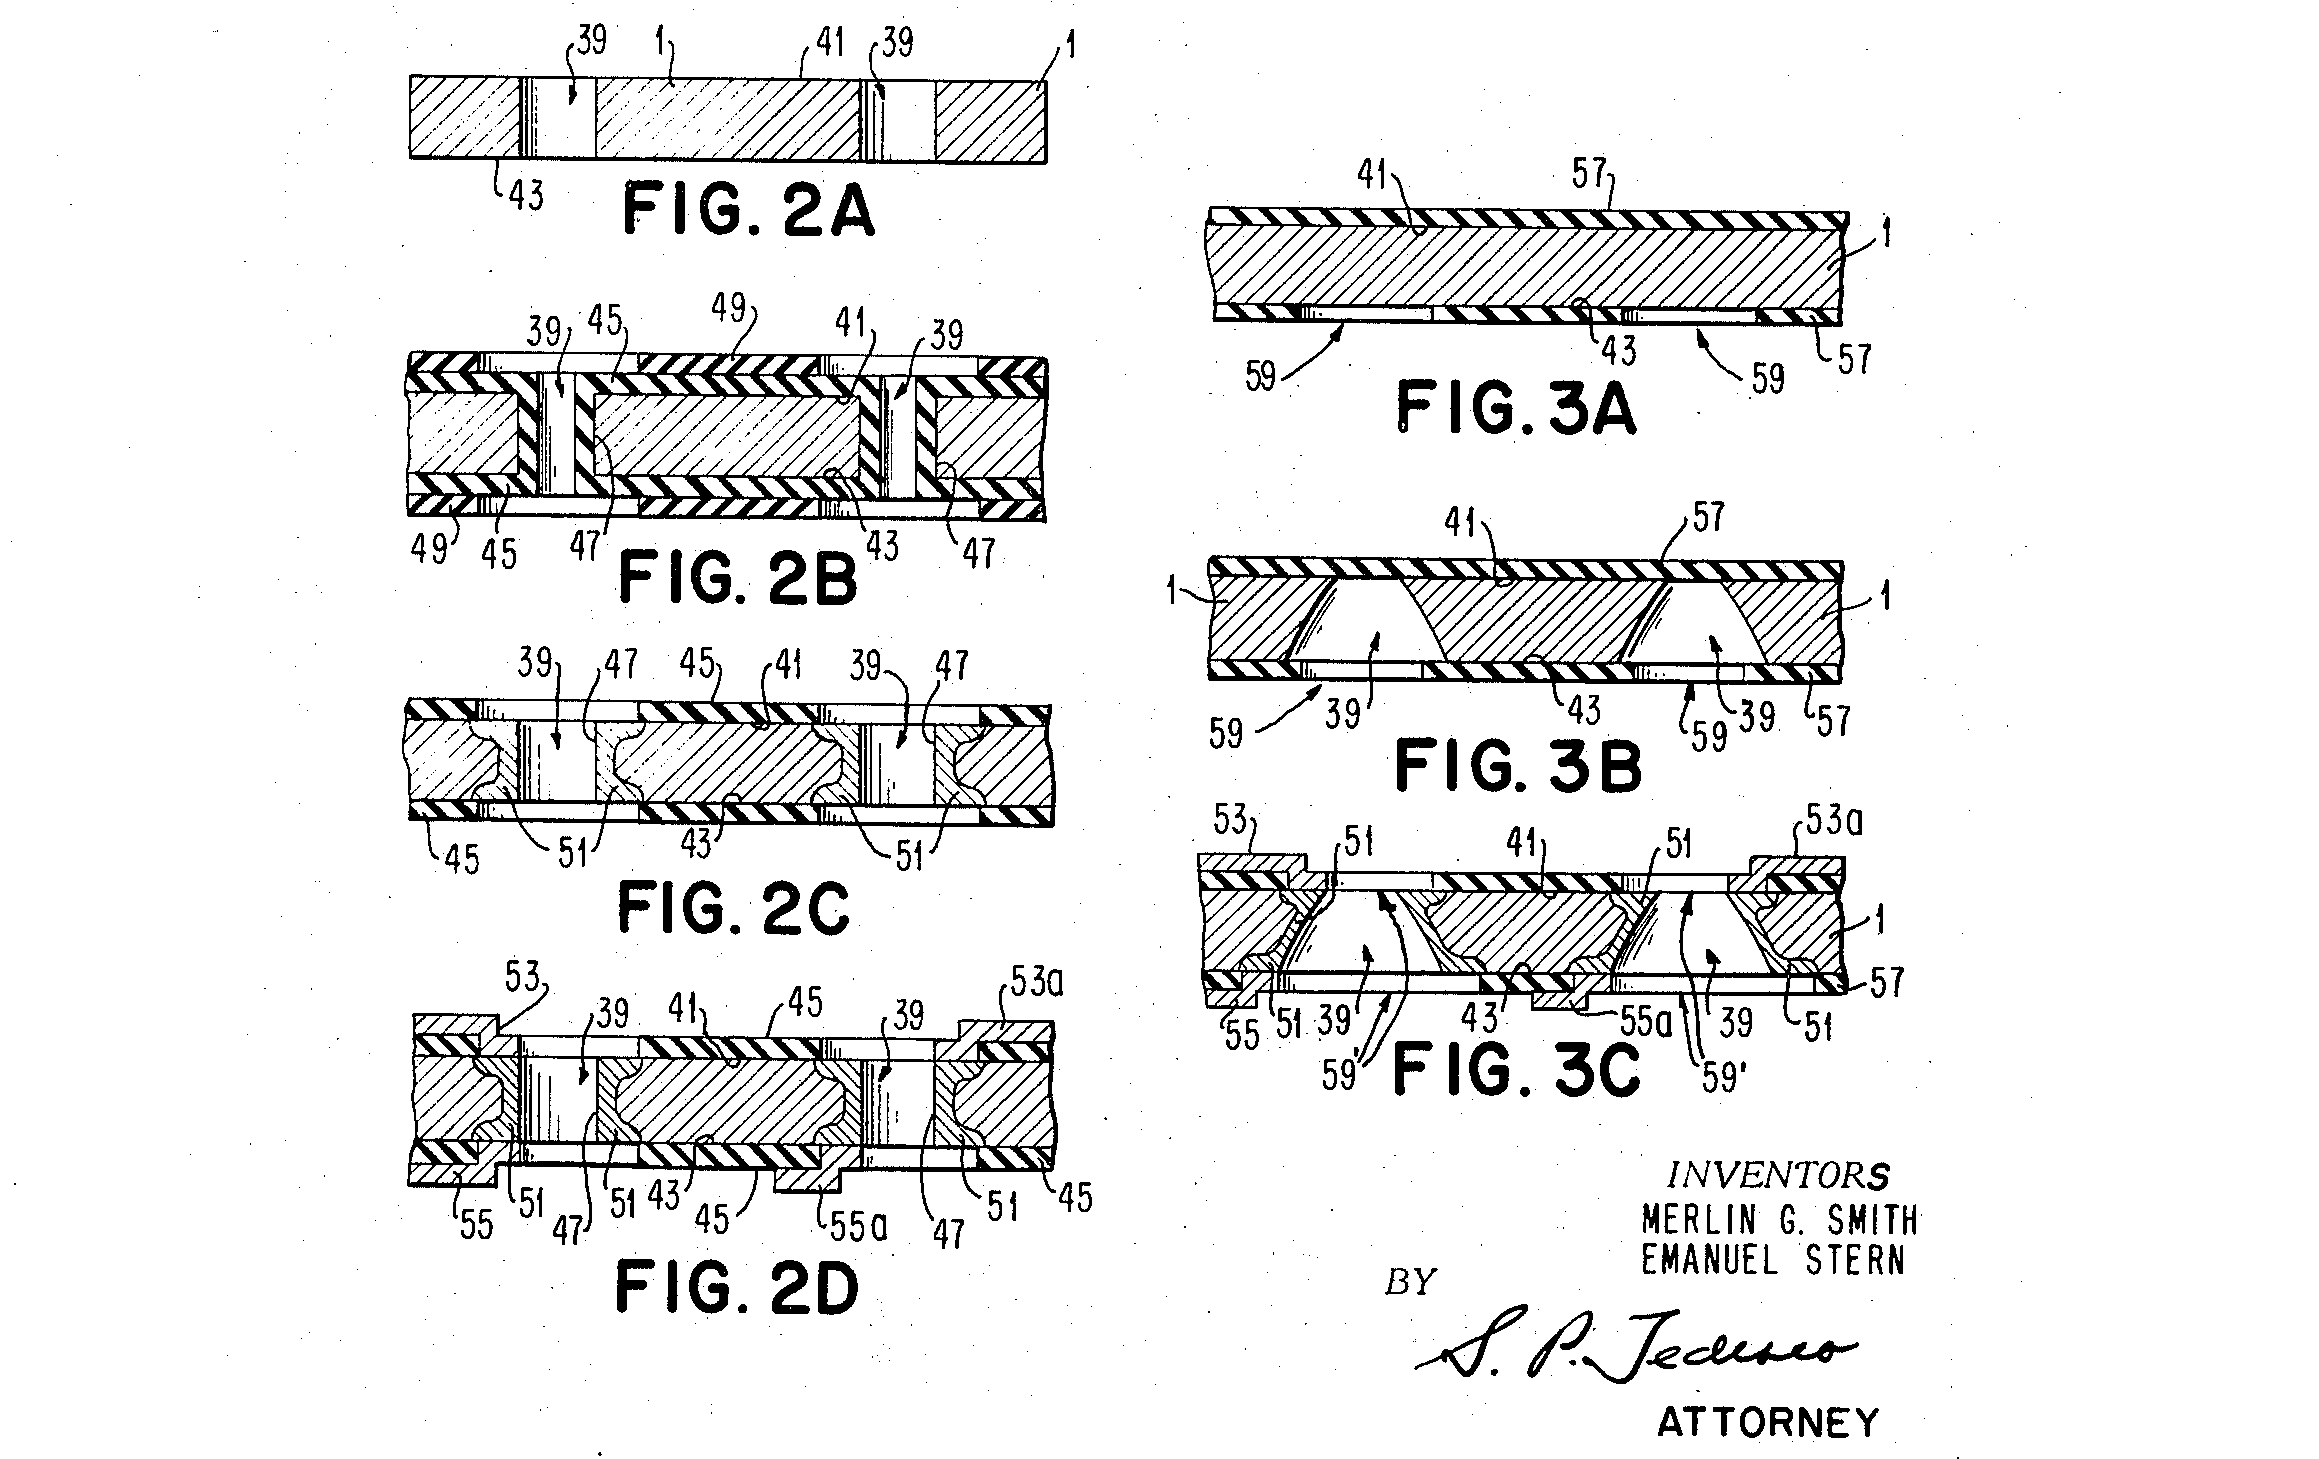 39 1 41 39 1
43
FIG. 2A
39 45 49 41 39
49 45 47 43 47
FIG. 2B
39 47 45 41 39 47
45 51 43 51
FIG. 2C
53 39 41 45 39 53a
55 51 47 51 43 45 55a 47 51 45
FIG. 2D
41 57
1
59 43 59 57
FIG. 3A
41 57
1 1
59 39 43 59 39 57
FIG. 3B
53 51 41 51 53a
1
55 51 39 59' 43 55a 59' 39 51 57
FIG. 3C
INVENTORS
MERLIN G. SMITH
EMANUEL STERN
BY
S. P. Tedesco
ATTORNEY